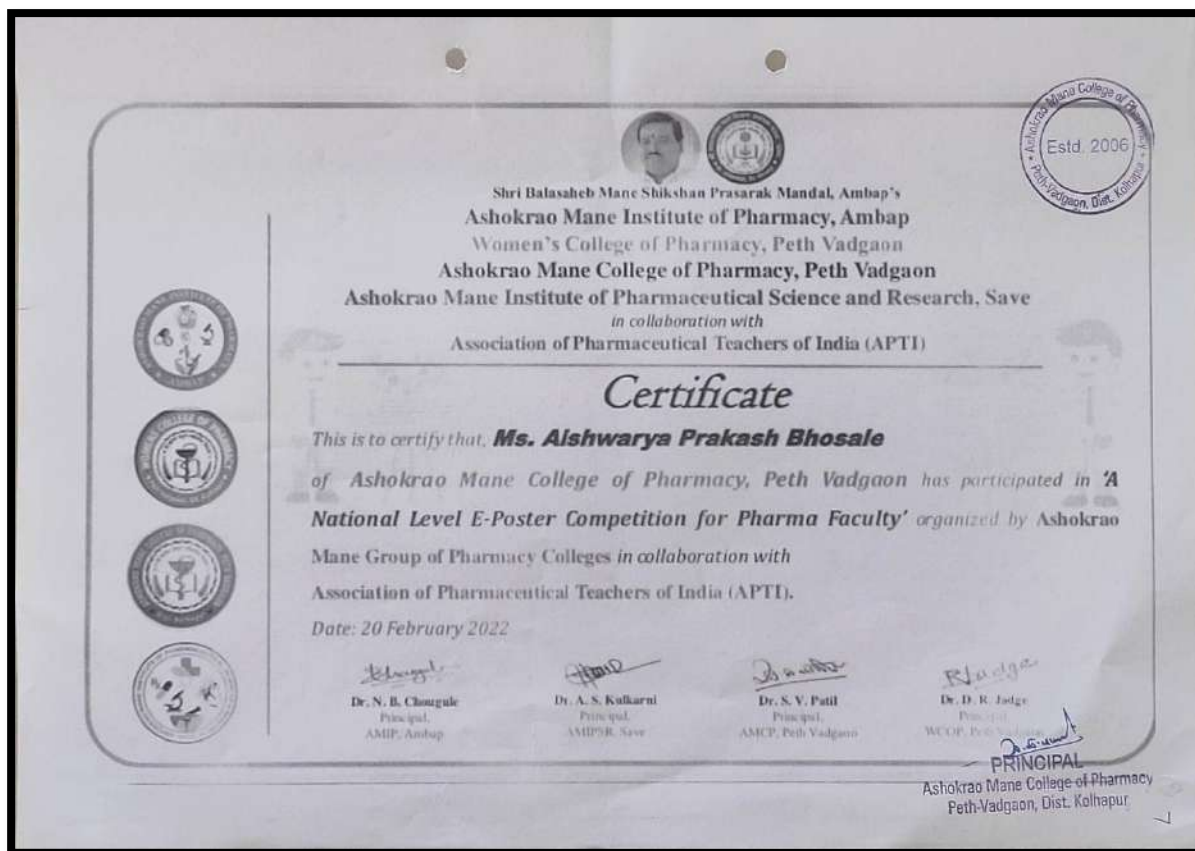 Ashokrao Mane College of Pharmacy
Estd. 2006
Peth-Vadgaon, Dist. Kolhapur
Shri Balasaheb Mane Shikshan Prasarak Mandal, Ambap's
Ashokrao Mane Institute of Pharmacy, Ambap
Women's College of Pharmacy, Peth Vadgaon
Ashokrao Mane College of Pharmacy, Peth Vadgaon
Ashokrao Mane Institute of Pharmaceutical Science and Research, Save
in collaboration with
Association of Pharmaceutical Teachers of India (APTI)
Certificate
This is to certify that, Ms. Aishwarya Prakash Bhosale
of Ashokrao Mane College of Pharmacy, Peth Vadgaon has participated in 'A
National Level E-Poster Competition for Pharma Faculty' organized by Ashokrao
Mane Group of Pharmacy Colleges in collaboration with
Association of Pharmaceutical Teachers of India (APTI).
Date: 20 February 2022
Dr. N. B. Chougule
Principal,
AMIP, Ambap
Dr. A. S. Kulkarni
Principal,
AMIPSR, Save
Dr. S. V. Patil
Principal,
AMCP, Peth Vadgaon
Dr. D. R. Jadge
Principal,
WCOP, Peth
PRINCIPAL
Ashokrao Mane College of Pharmacy
Peth-Vadgaon, Dist. Kolhapur